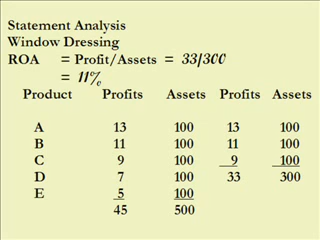 Statement Analysis
Window Dressing
ROA = Profit/Assets = 33/300
= 11%
Product Profits Assets Profits Assets
A 13 100 13 100
B 11 100 11 100
C 9 100 9 100
D 7 100 33 300
E 5 100
45 500